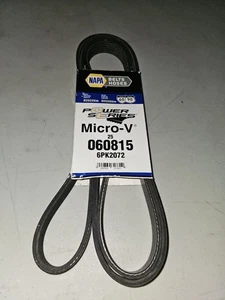 NAPA BELTS HOSES
POWER
SERIES
Micro-V®
25
060815
6PK2072